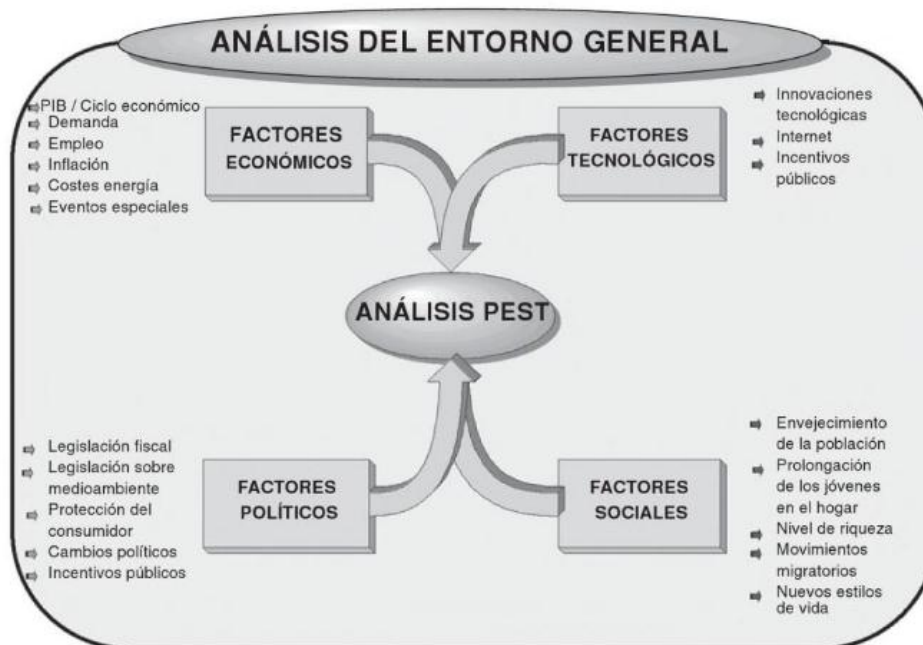 ANÁLISIS DEL ENTORNO GENERAL
PIB / Ciclo económico
Demanda
Empleo
Inflación
Costes energía
Eventos especiales
FACTORES
ECONÓMICOS
FACTORES
TECNOLÓGICOS
Innovaciones
tecnológicas
Internet
Incentivos
públicos
ANÁLISIS PEST
Legislación fiscal
Legislación sobre
medioambiente
Protección del
consumidor
Cambios políticos
Incentivos públicos
FACTORES
POLÍTICOS
FACTORES
SOCIALES
Envejecimiento
de la población
Prolongación
de los jóvenes
en el hogar
Nivel de riqueza
Movimientos
migratorios
Nuevos estilos
de vida